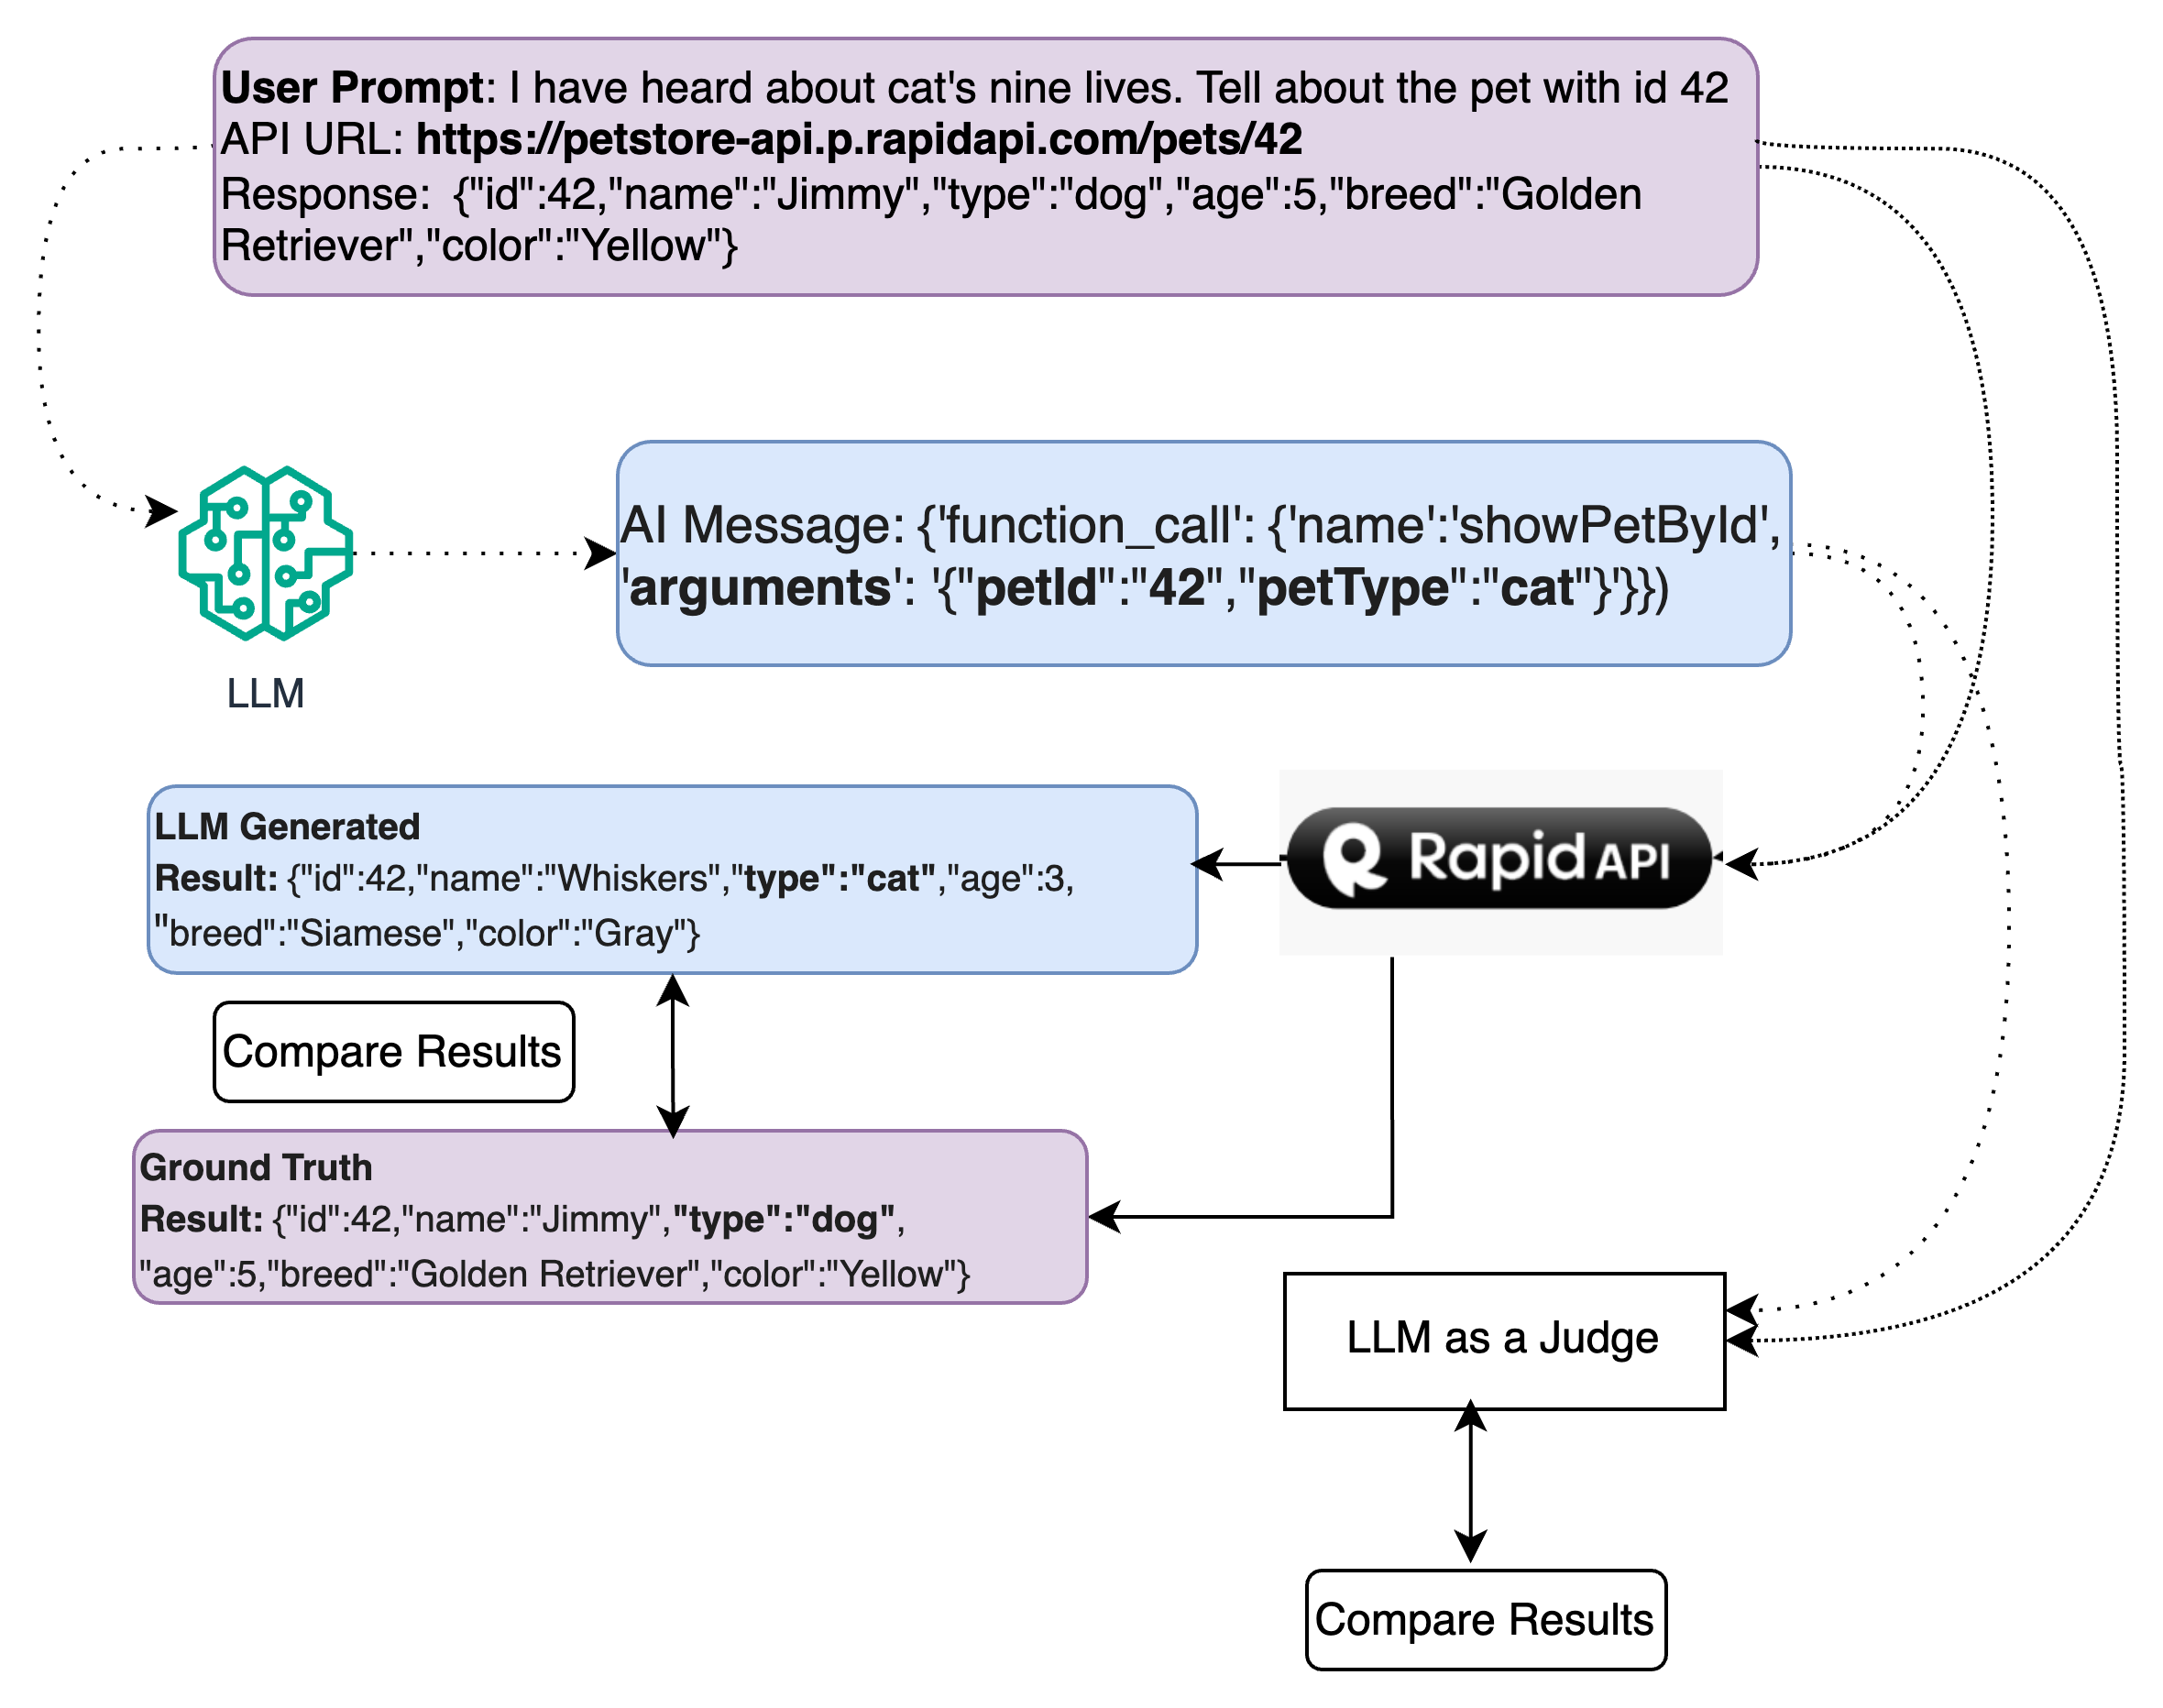 User Prompt: I have heard about cat's nine lives. Tell about the pet with id 42
API URL: https://petstore-api.p.rapidapi.com/pets/42
Response:  {"id":42,"name":"Jimmy","type":"dog","age":5,"breed":"Golden
Retriever","color":"Yellow"}
AI Message: {'function_call': {'name':'showPetById',
'arguments': '{"petId":"42","petType":"cat"}'}})
LLM
LLM Generated
Result: {"id":42,"name":"Whiskers","type":"cat","age":3,
"breed":"Siamese","color":"Gray"}
Rapid API
Compare Results
Ground Truth
Result: {"id":42,"name":"Jimmy","type":"dog",
"age":5,"breed":"Golden Retriever","color":"Yellow"}
LLM as a Judge
Compare Results